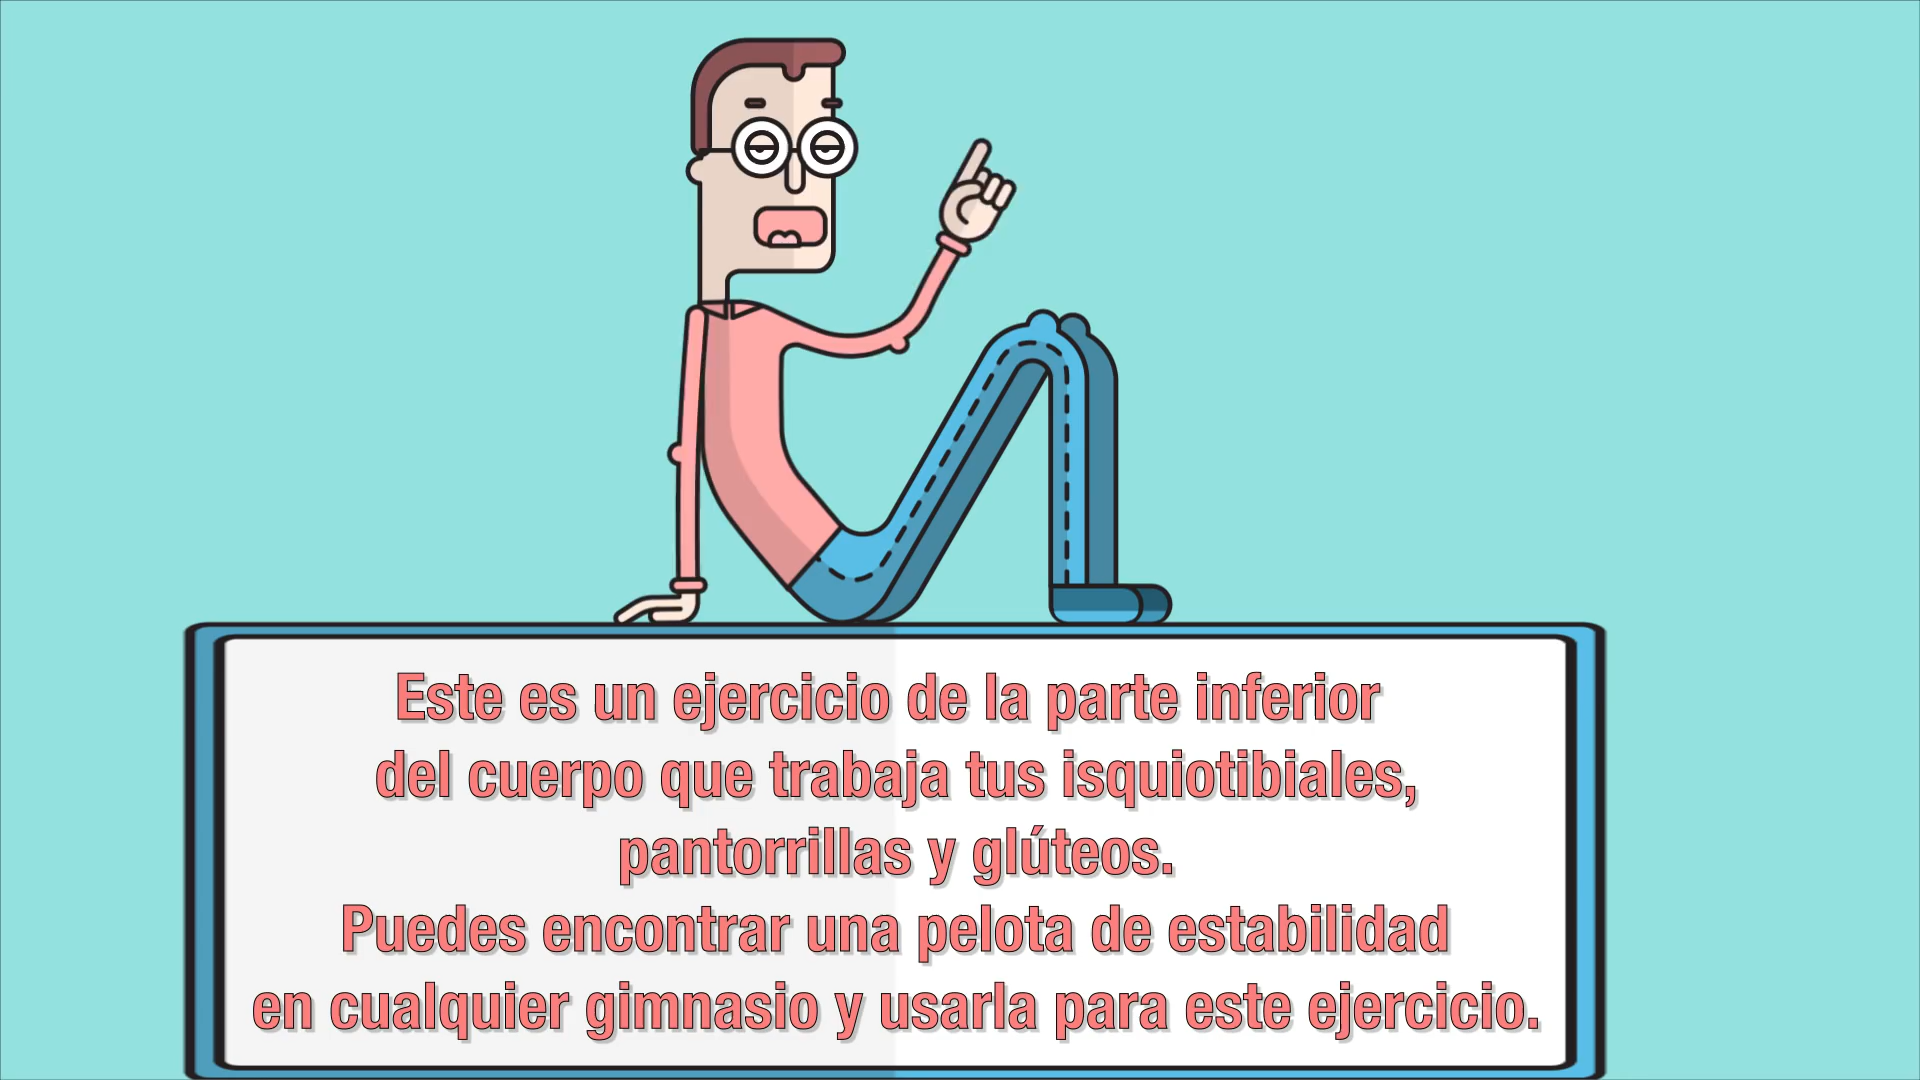 Este es un ejercicio de la parte inferior
del cuerpo que trabaja tus isquiotibiales,
pantorrillas y glúteos.
Puedes encontrar una pelota de estabilidad
en cualquier gimnasio y usarla para este ejercicio.